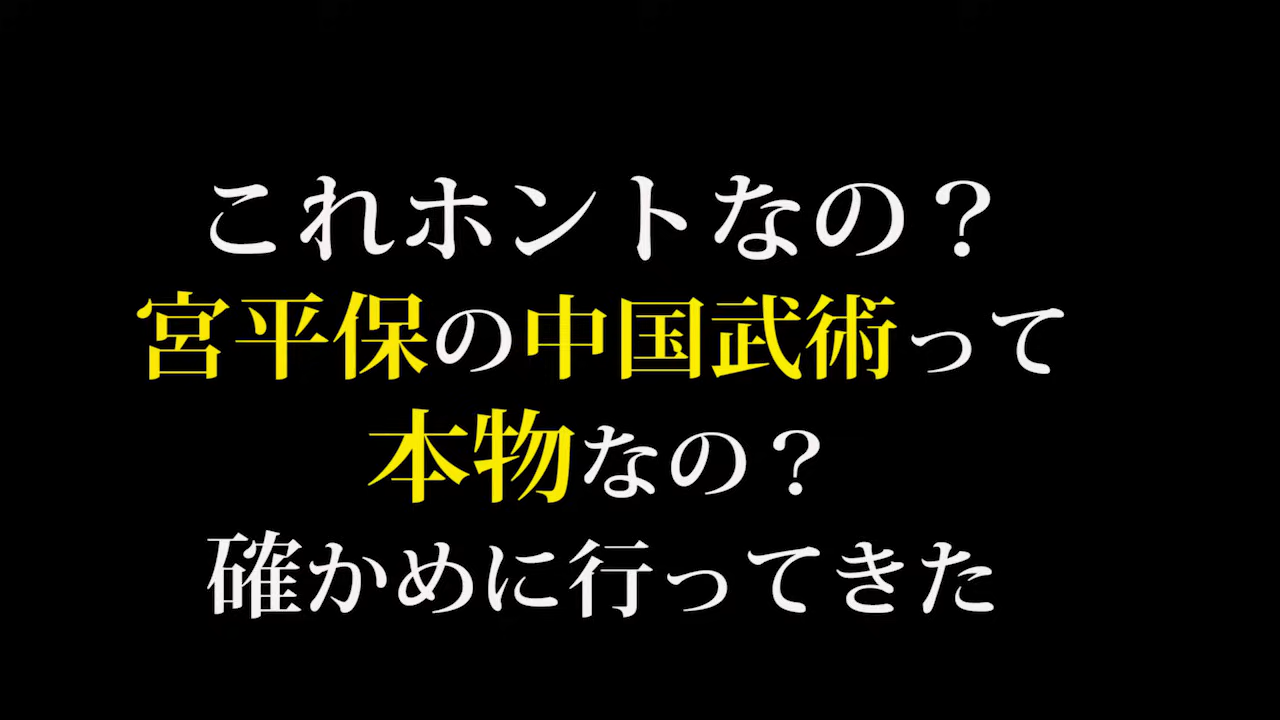 これホントなの？
宮平保の中国武術って
本物なの？
確かめに行ってきた